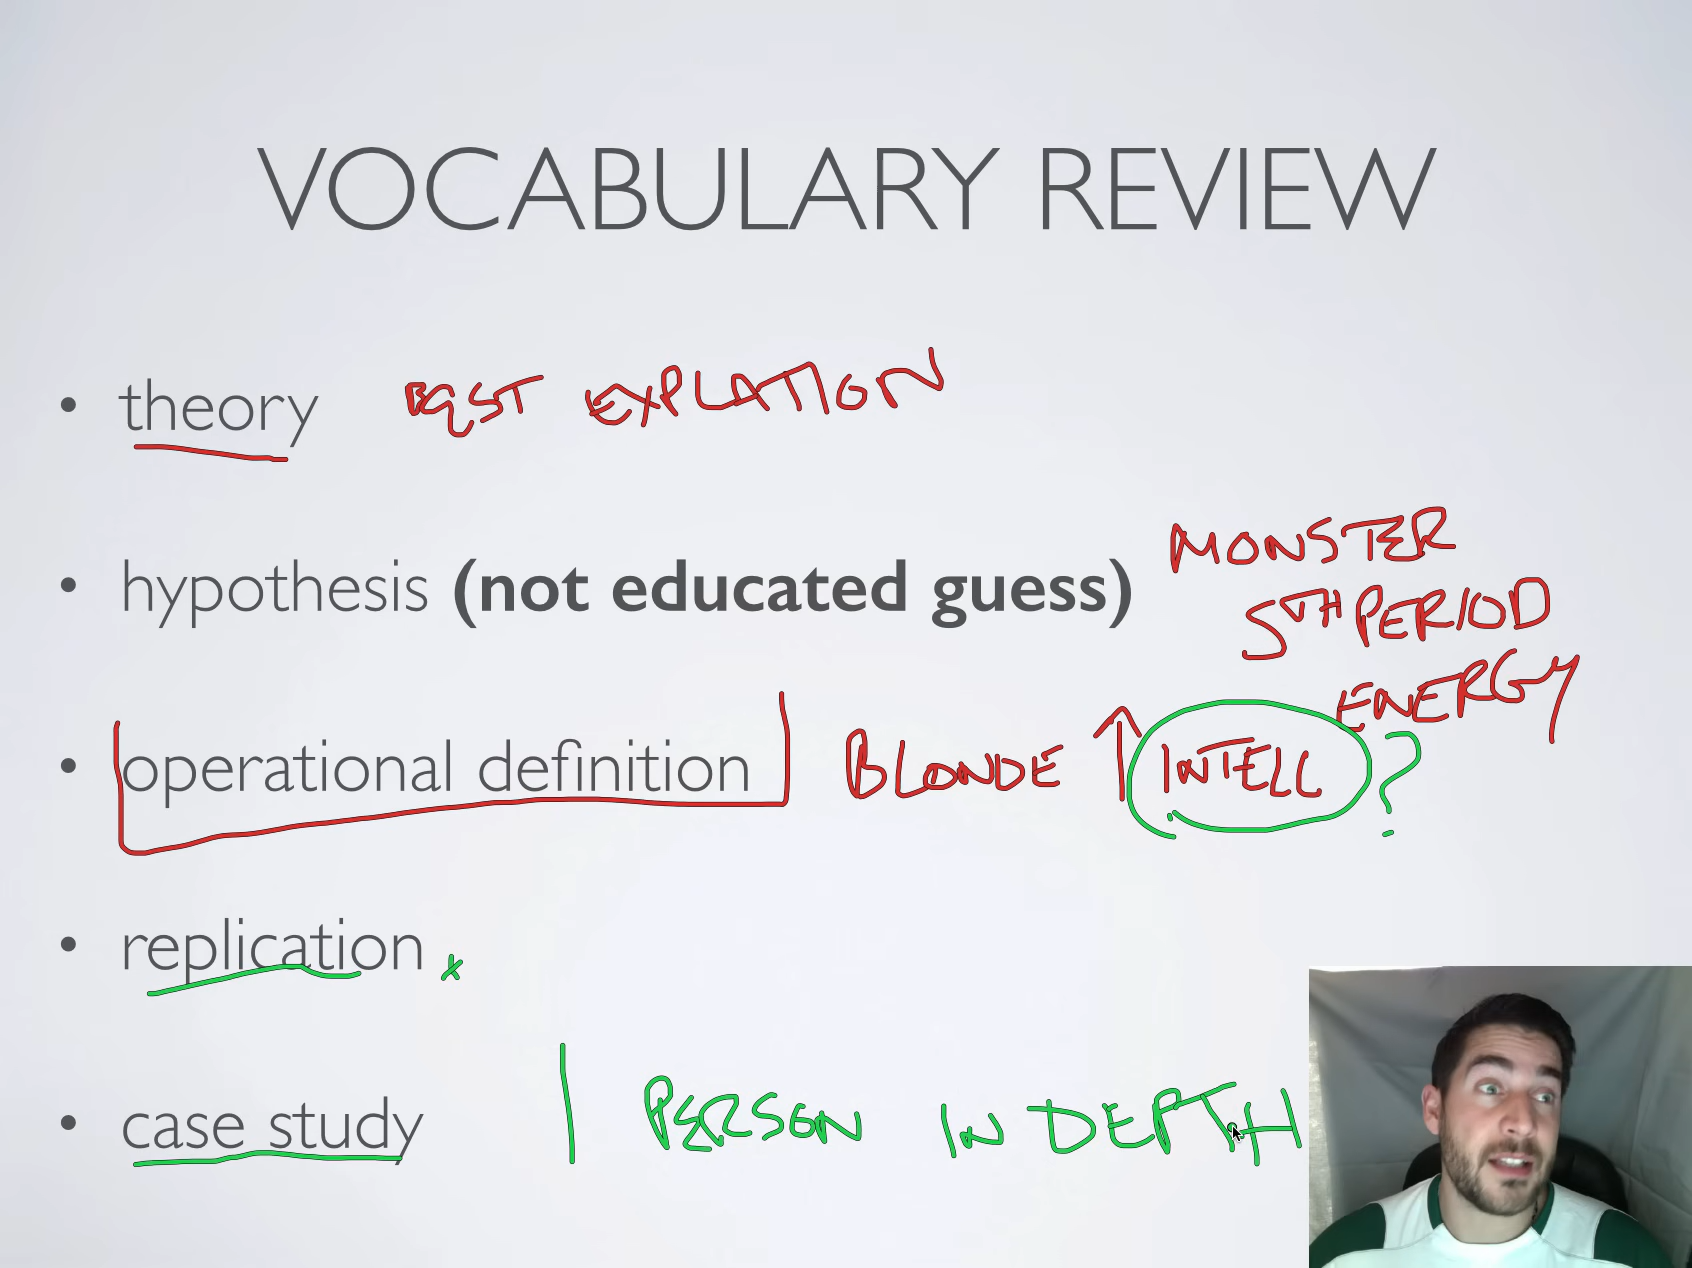 VOCABULARY REVIEW
• theory BEST EXPLATION
• hypothesis (not educated guess) MONSTER
5TH PERIOD
ENERGY
• operational definition BLONDE ↑ INTELL ?
• replication x
• case study 1 PERSON IN DEPTH